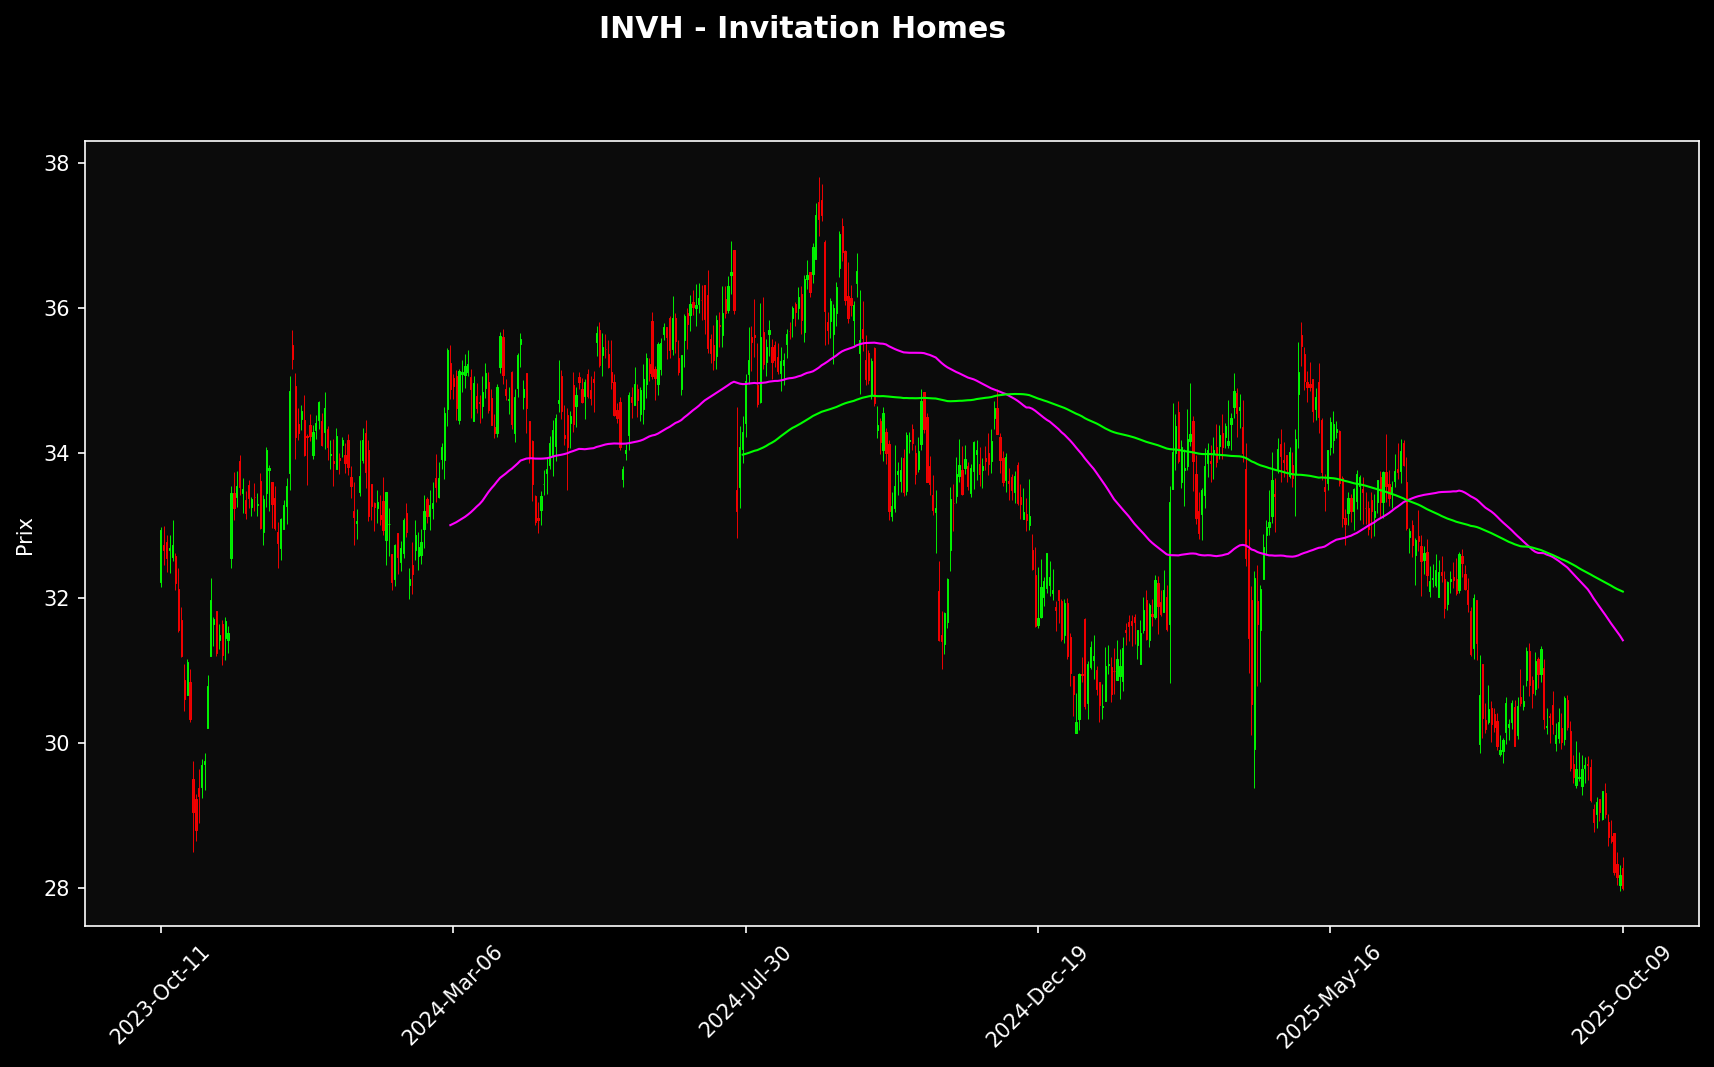 INVH - Invitation Homes
Prix
38
36
34
32
30
28
2023-Oct-11
2024-Mar-06
2024-Jul-30
2024-Dec-19
2025-May-16
2025-Oct-09